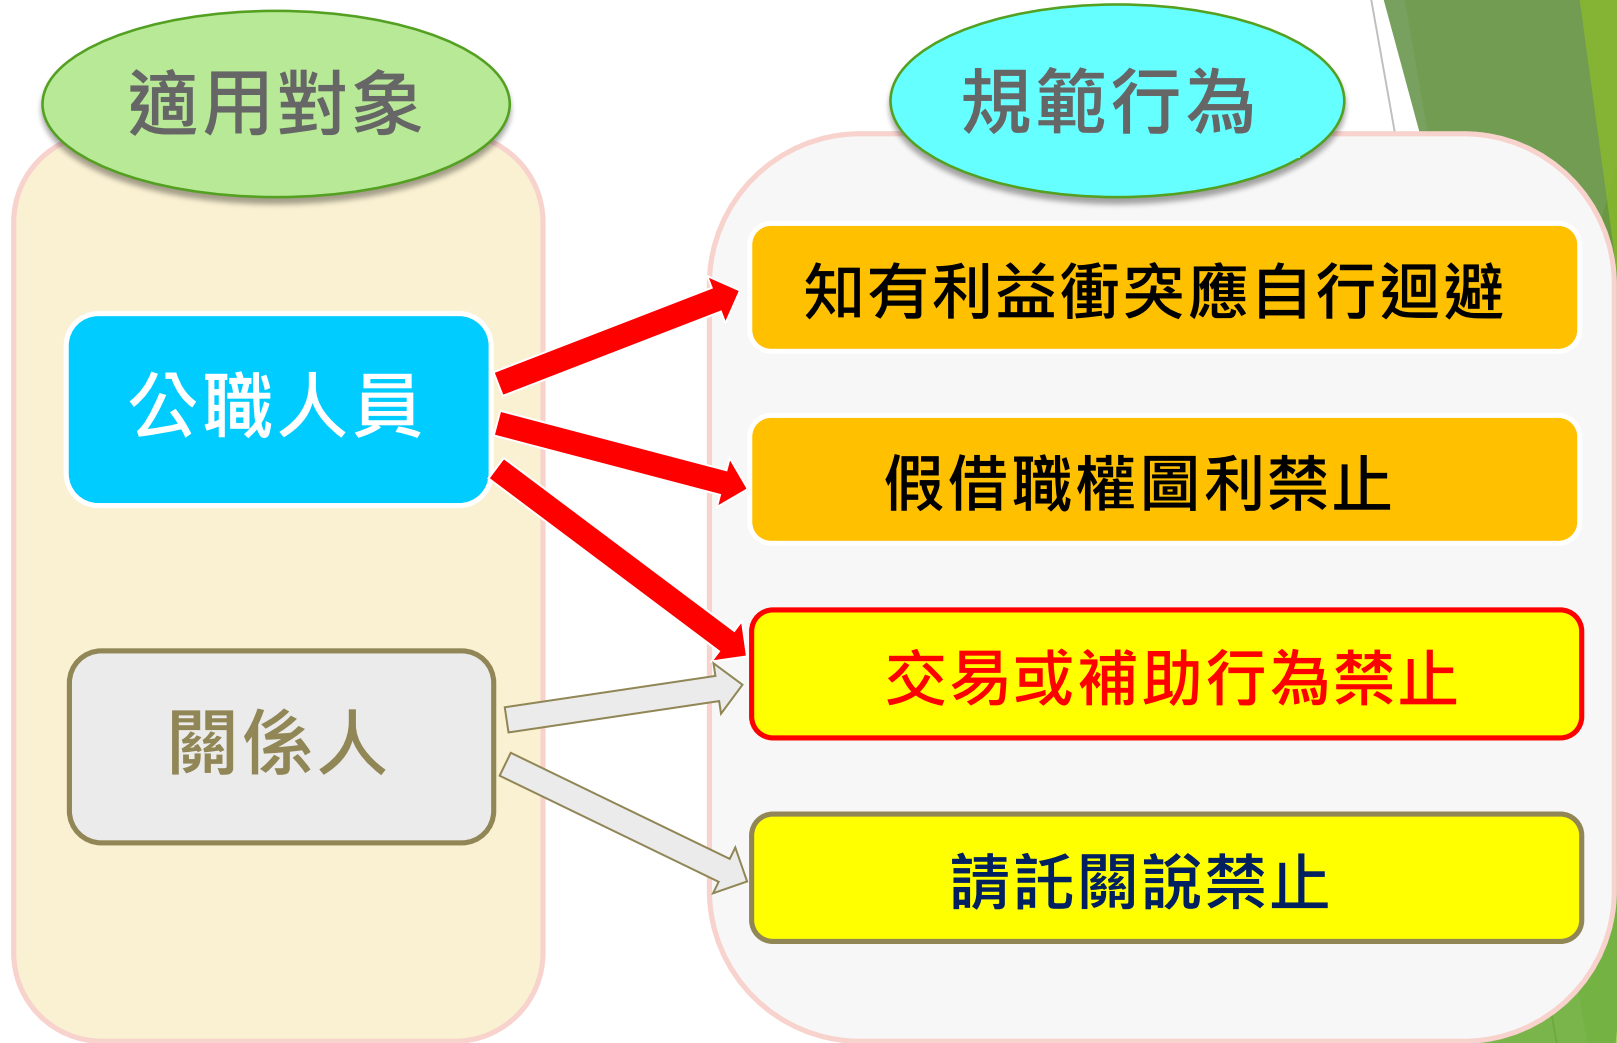 適用對象
規範行為
公職人員
關係人
知有利益衝突應自行迴避
假借職權圖利禁止
交易或補助行為禁止
請託關說禁止